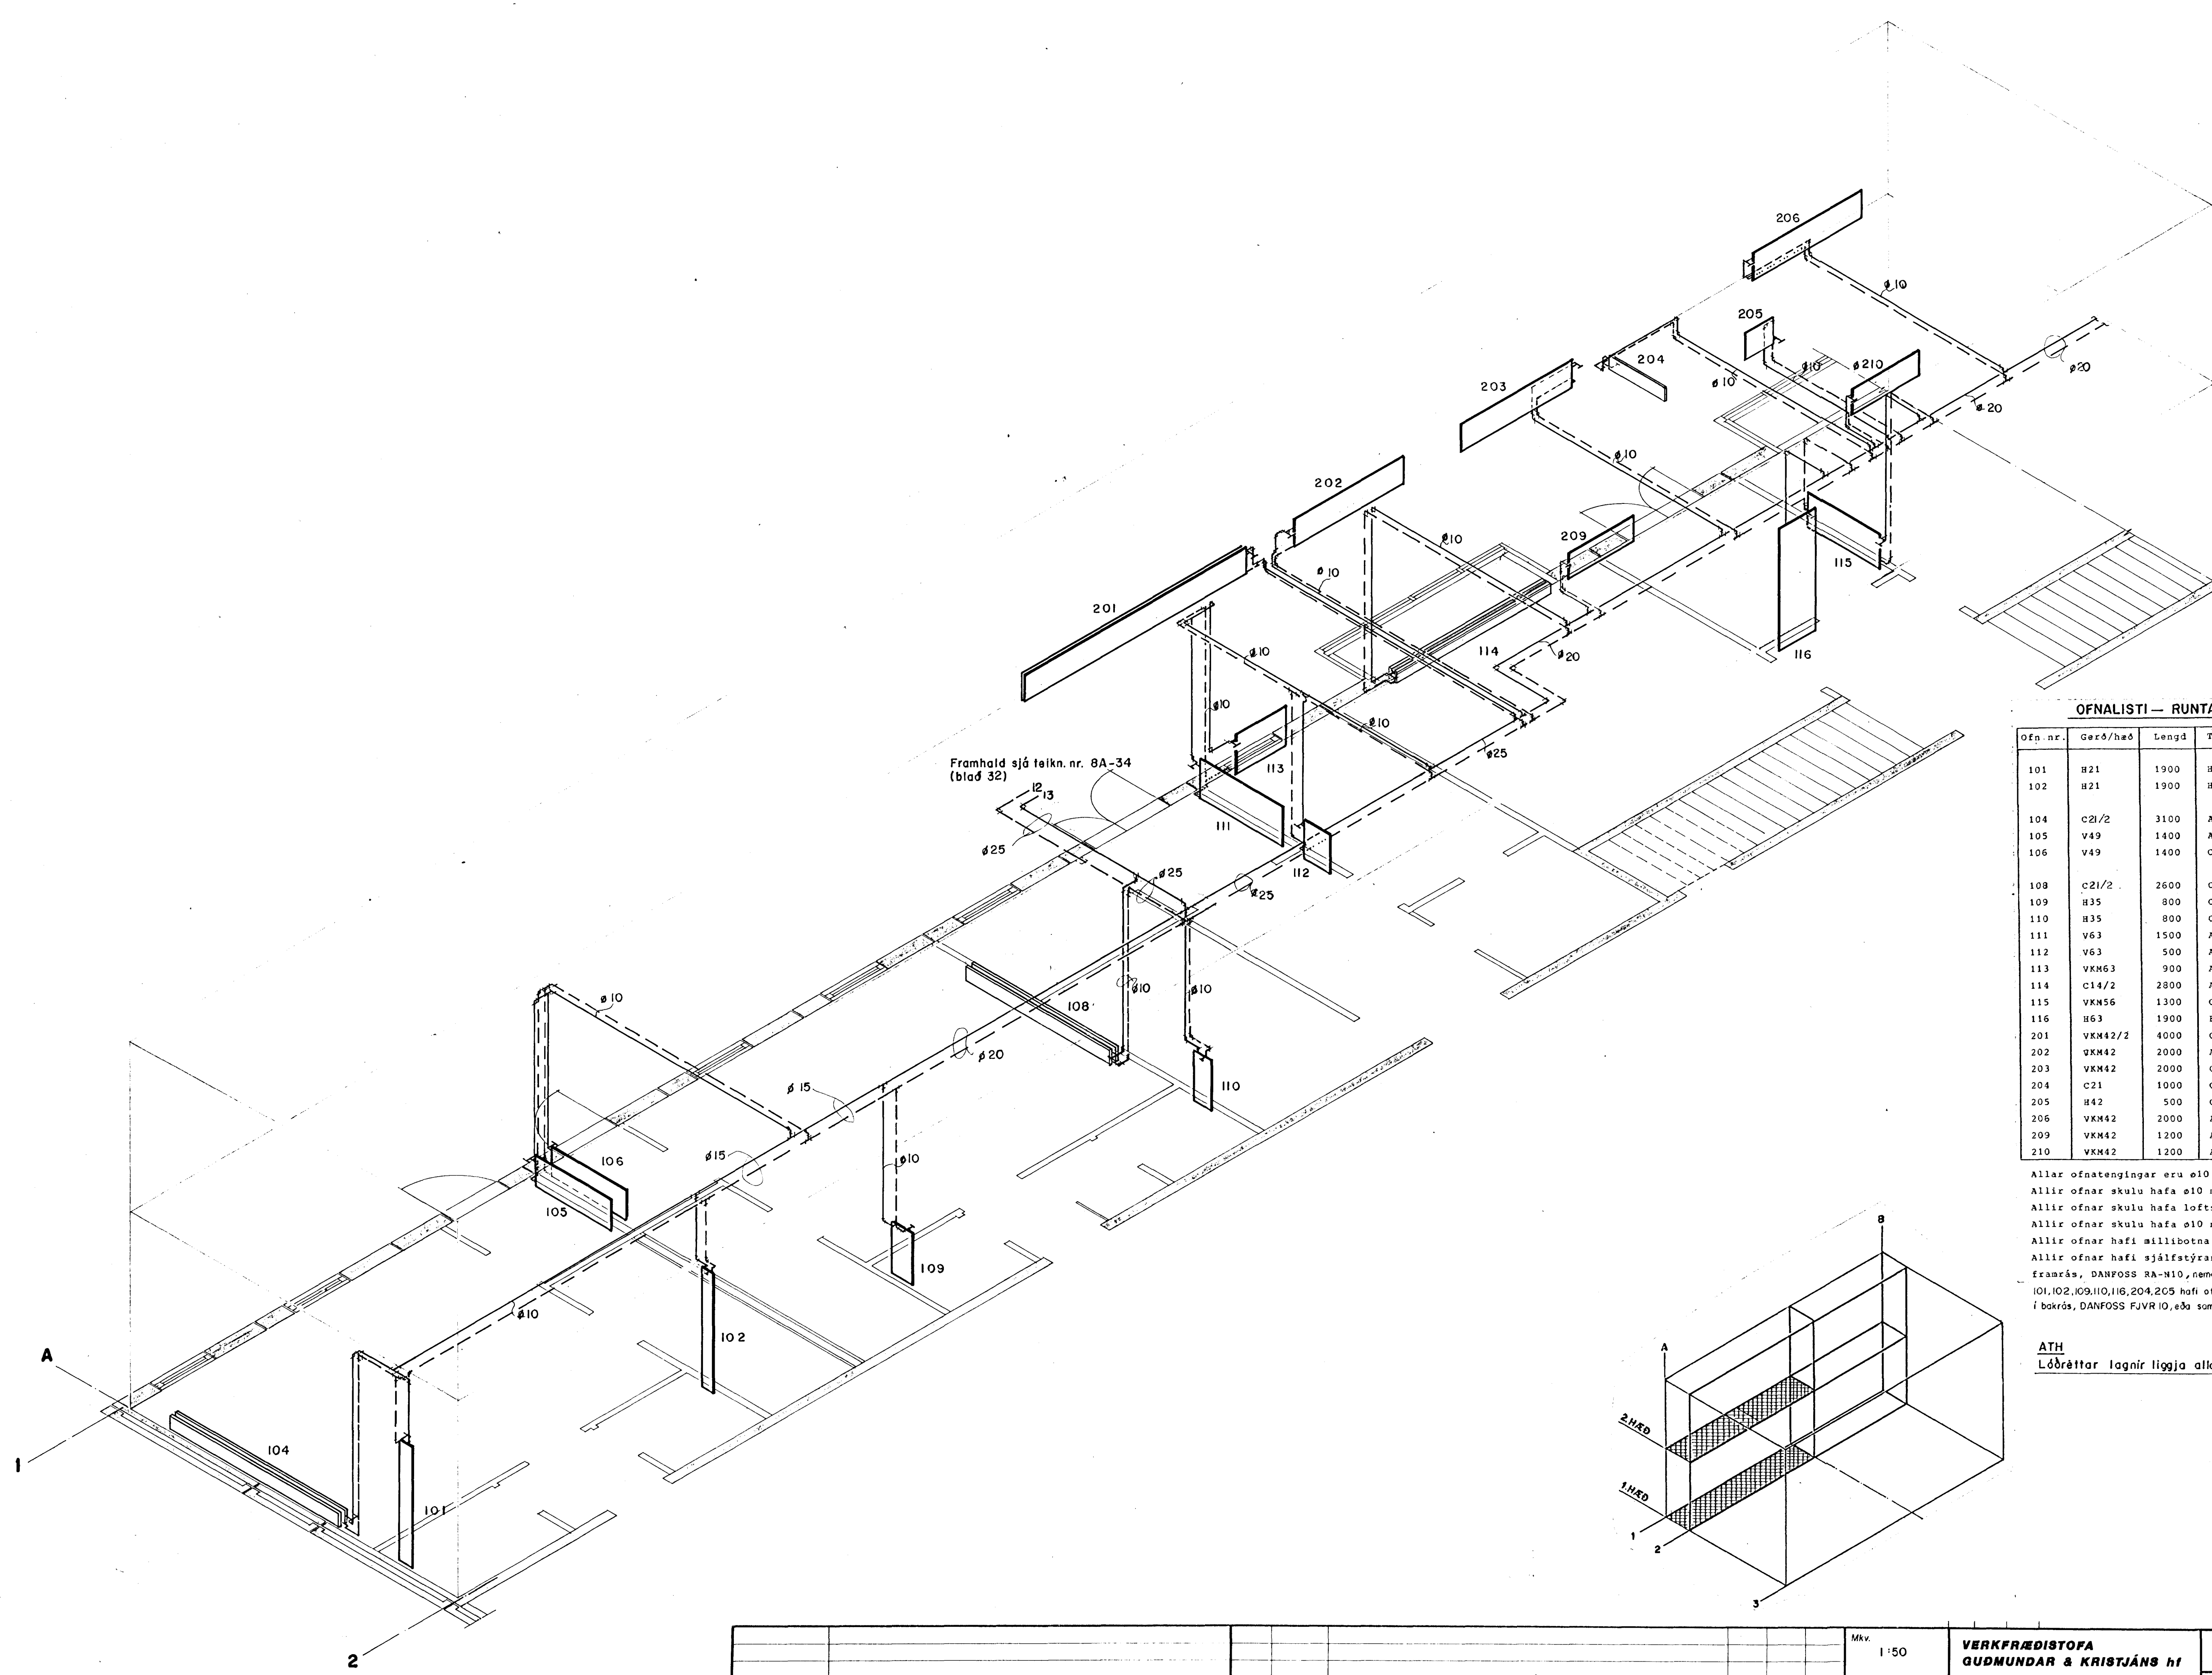 206
ø10
205
204
ø10
ø10
ø210
ø20
203
ø20
ø10
202
ø10
209
ø10
115
201
114
ø20
116
ø10
ø10
ø10
ø25
113
Framhald sjá teikn. nr. 8A-34
(blað 32)
12
13
111
ø25
ø25
ø25
112
108
ø10
ø10
ø10
ø20
ø15
110
106
ø15
ø10
105
109
ø10
102
A
104
101
1
2
OFNALISTI — RUNTA
Ofn.nr. Gerð/hæð Lengd T
101 H21 1900 H
102 H21 1900 H
104 C21/2 3100 A
105 V49 1400 A
106 V49 1400
108 C21/2 2600
109 H35 800
110 H35 800
111 V63 1500 A
112 V63 500 A
113 VKM63 900 A
114 C14/2 2800 A
115 VKM56 1300
116 H63 1900 H
201 VKM42/2 4000
202 VKM42 2000 A
203 VKM42 2000
204 C21 1000
205 H42 500
206 VKM42 2000 A
209 VKM42 1200 A
210 VKM42 1200 A
Allar ofnatengingar eru ø10
Allir ofnar skulu hafa ø10
Allir ofnar skulu hafa lofts
Allir ofnar skulu hafa ø10
Allir ofnar hafi millibotna
Allir ofnar hafi sjálfstýra
framrás, DANFOSS RA-N10, nem
101,102,109,110,116,204,205 hafi of
í bakrás, DANFOSS FJVR 10, eða sam
ATH
Lóðréttar lagnir liggja all
B
A
2.HÆÐ
1.HÆÐ
1
2
3
Mkv.
1:50
VERKFRÆÐISTOFA
GUÐMUNDAR & KRISTJÁNS hf